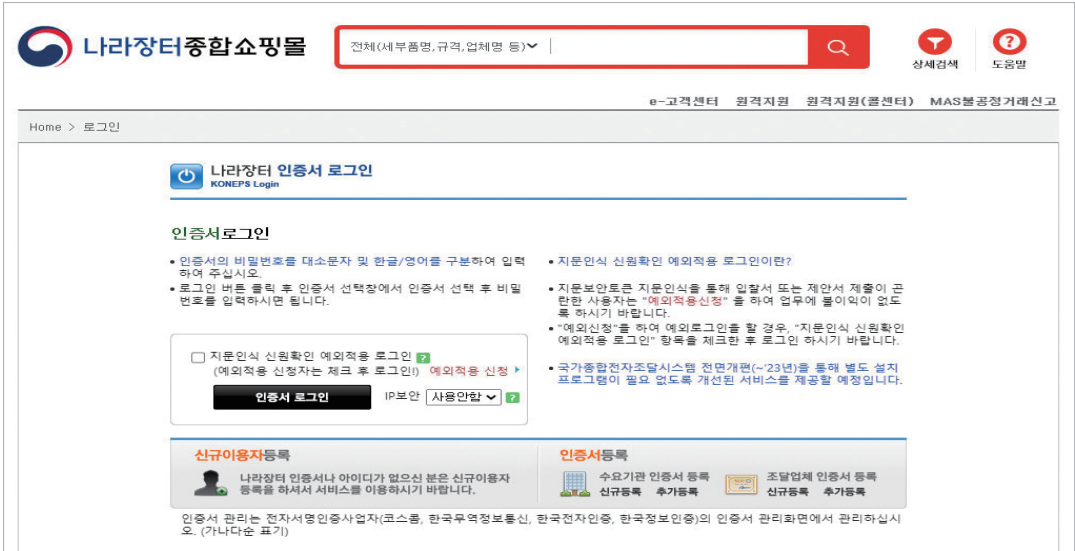 나라장터종합쇼핑몰
전체(세부품명,규격,업체명 등)
상세검색
도움말
e-고객센터 원격지원 원격지원(콜센터) MAS불공정거래신고
Home > 로그인
나라장터 인증서 로그인
KONEPS Login
인증서로그인
• 인증서의 비밀번호를 대소문자 및 한글/영어를 구분하여 입력
하여 주십시오.
• 로그인 버튼 클릭 후 인증서 선택창에서 인증서 선택 후 비밀
번호를 입력하시면 됩니다.
지문인식 신원확인 예외적용 로그인 ?
(예외적용 신청자는 체크 후 로그인!) 예외적용 신청
인증서 로그인 IP보안 사용안함 ?
• 지문인식 신원확인 예외적용 로그인이란?
• 지문보안토큰 지문인식을 통해 입찰서 또는 제안서 제출이 곤
란한 사용자는 "예외적용신청" 을 하여 업무에 불이익이 없도
록 하시기 바랍니다.
• "예외신청"을 하여 예외로그인을 할 경우, "지문인식 신원확인
예외적용 로그인" 항목을 체크한 후 로그인 하시기 바랍니다.
• 국가종합전자조달시스템 전면개편(~'23년)을 통해 별도 설치
프로그램이 필요 없도록 개선된 서비스를 제공할 예정입니다.
신규이용자등록
나라장터 인증서나 아이디가 없으신 분은 신규이용자
등록을 하셔서 서비스를 이용하시기 바랍니다.
인증서등록
수요기관 인증서 등록
신규등록 추가등록
조달업체 인증서 등록
신규등록 추가등록
인증서 관리는 전자서명인증사업자(코스콤, 한국무역정보통신, 한국전자인증, 한국정보인증)의 인증서 관리화면에서 관리하십시
오. (가나다순 표기)